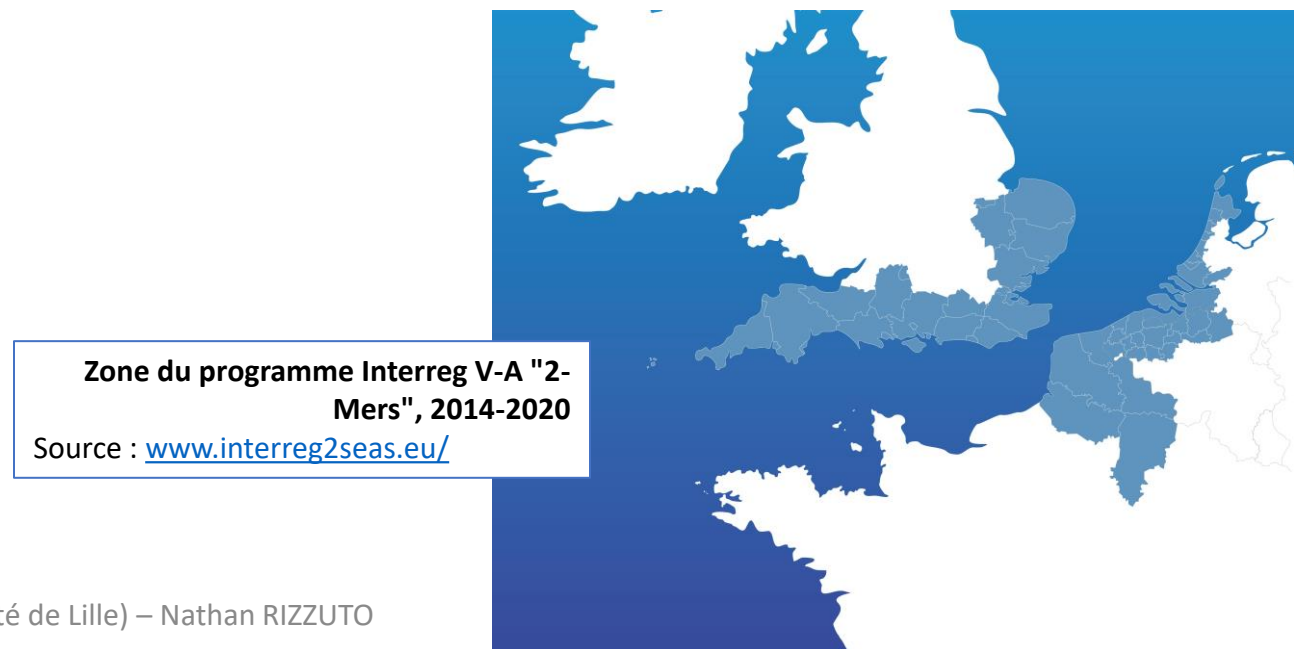 Zone du programme Interreg V-A "2-
Mers", 2014-2020
Source : www.interreg2seas.eu/
té de Lille) – Nathan RIZZUTO